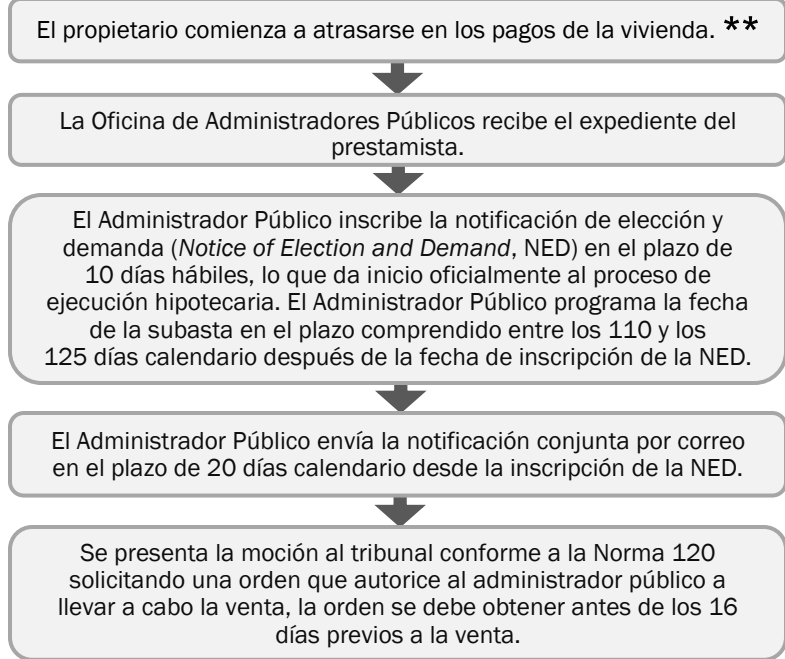 El propietario comienza a atrasarse en los pagos de la vivienda. **
La Oficina de Administradores Públicos recibe el expediente del
prestamista.
El Administrador Público inscribe la notificación de elección y
demanda (Notice of Election and Demand, NED) en el plazo de
10 días hábiles, lo que da inicio oficialmente al proceso de
ejecución hipotecaria. El Administrador Público programa la fecha
de la subasta en el plazo comprendido entre los 110 y los
125 días calendario después de la fecha de inscripción de la NED.
El Administrador Público envía la notificación conjunta por correo
en el plazo de 20 días calendario desde la inscripción de la NED.
Se presenta la moción al tribunal conforme a la Norma 120
solicitando una orden que autorice al administrador público a
llevar a cabo la venta, la orden se debe obtener antes de los 16
días previos a la venta.